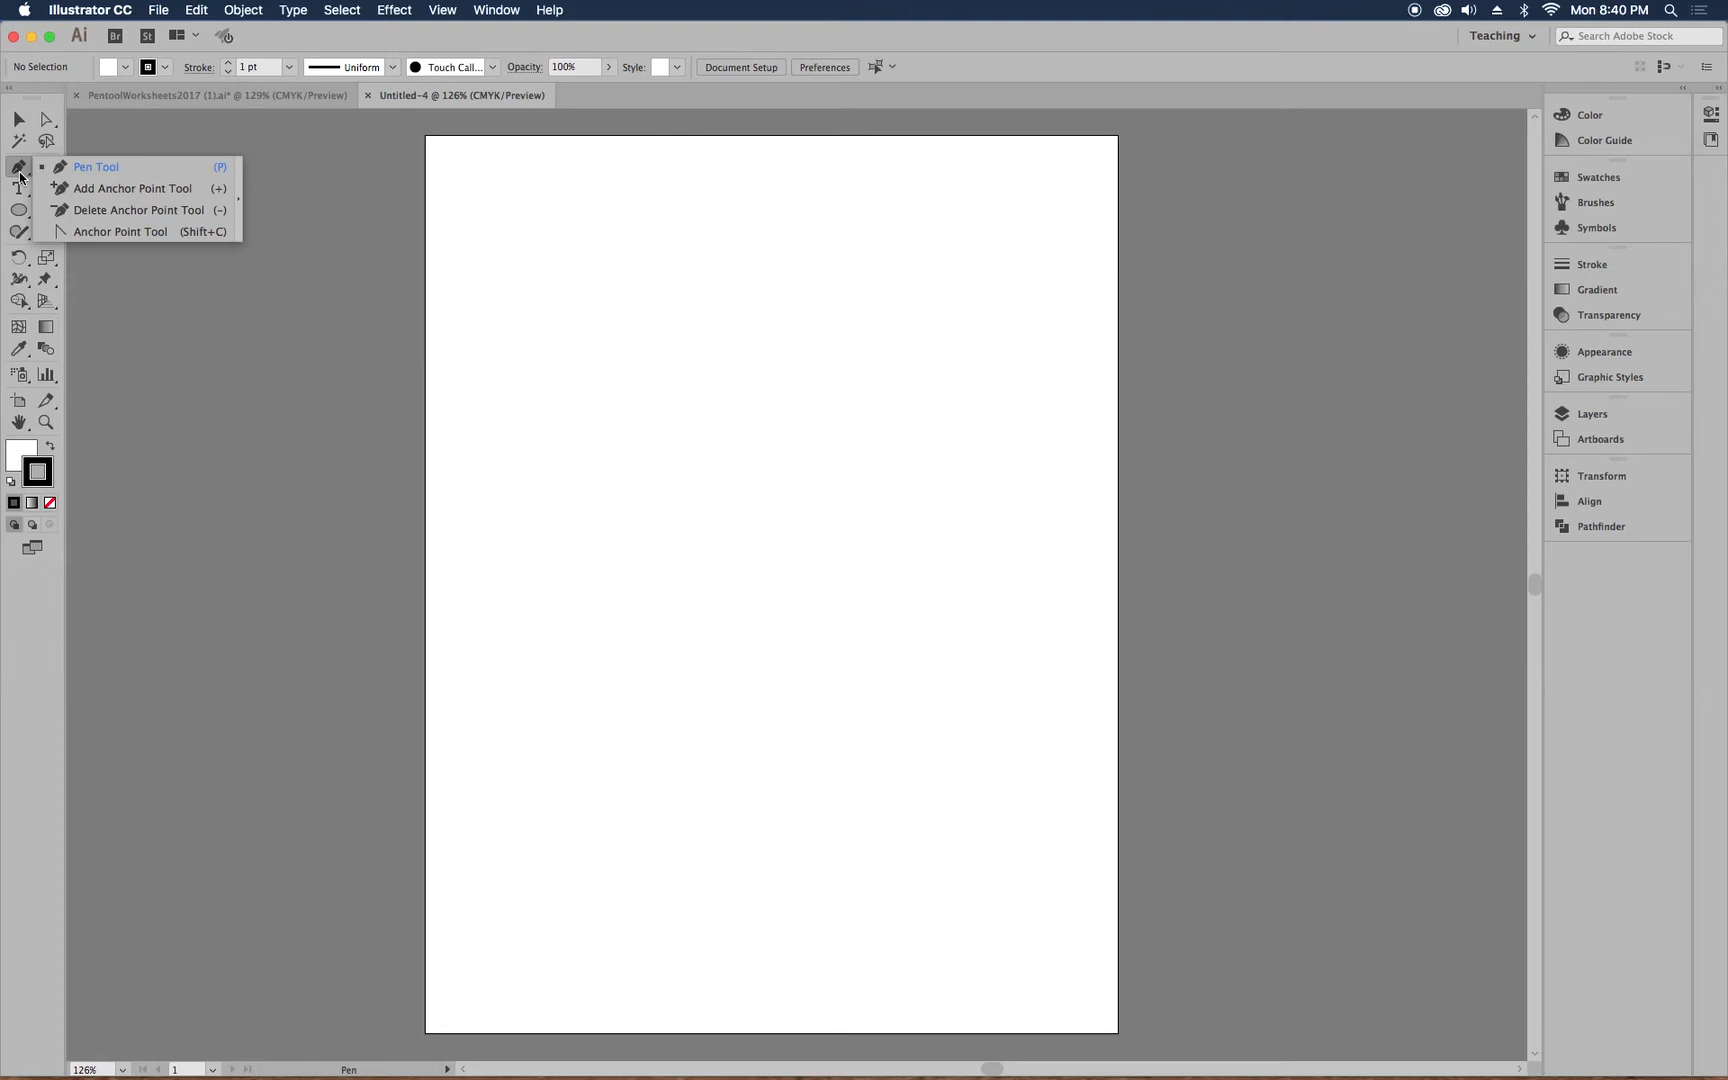 Illustrator CC File Edit Object Type Select Effect View Window Help Mon 8:40 PM
Ai Br St Teaching Search Adobe Stock
No Selection Stroke: 1 pt Uniform Touch Call... Opacity: 100% Style: Document Setup Preferences
PentoolWorksheets2017 (1).ai* @ 129% (CMYK/Preview) Untitled-4 @ 126% (CMYK/Preview)
Pen Tool (P)
Add Anchor Point Tool (+)
Delete Anchor Point Tool (-)
Anchor Point Tool (Shift+C)
T
Color
Color Guide
Swatches
Brushes
Symbols
Stroke
Gradient
Transparency
Appearance
Graphic Styles
Layers
Artboards
Transform
Align
Pathfinder
126% 1 Pen